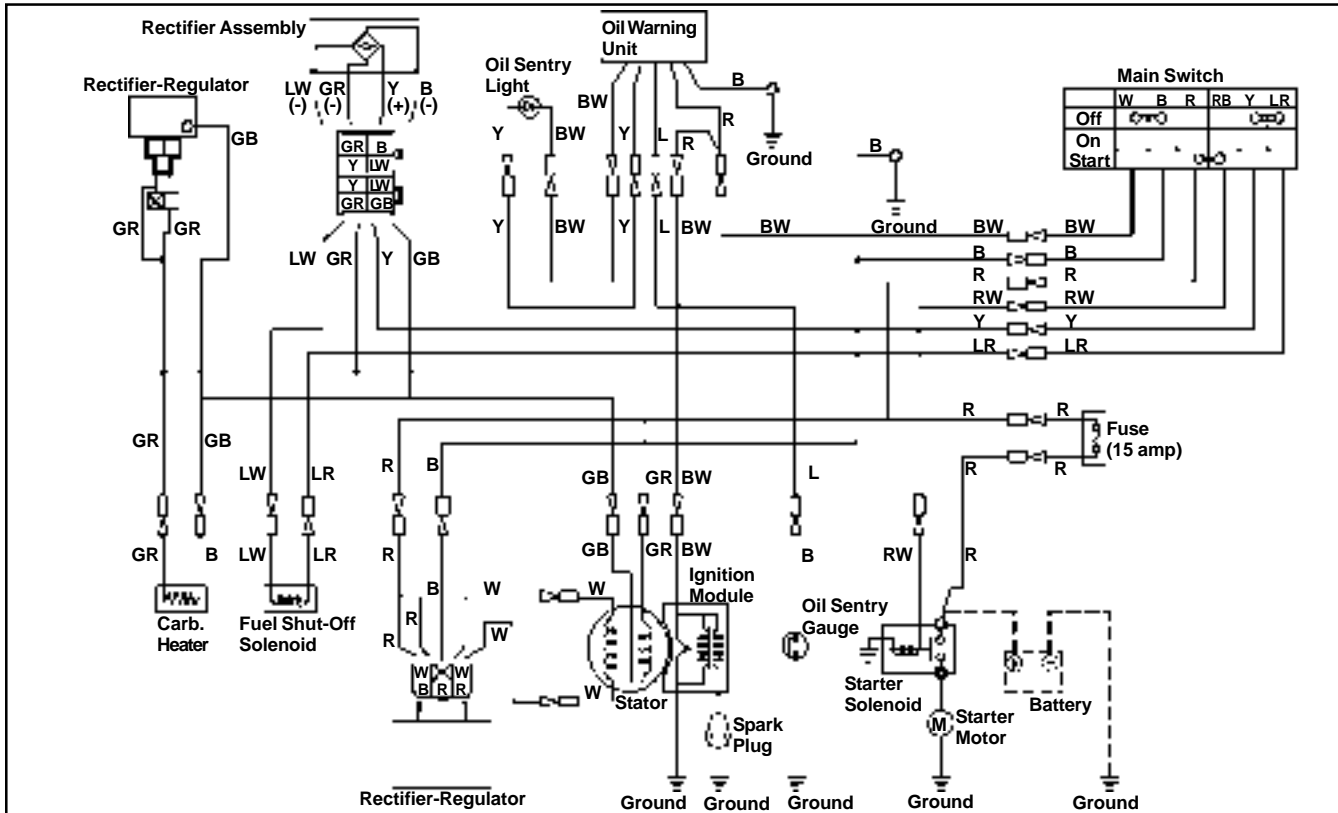 Rectifier Assembly
Oil Warning
Unit
Oil Sentry
Light
Main Switch
Rectifier-Regulator
LW GR Y B
(-) (-) (+) (-)
BW
B
W B R RB Y LR
Off
On
Start
GB
Y BW Y L R R
Ground
B
GR B
Y LW
Y LW
GR GB
GR GR
Y BW Y L BW BW Ground BW BW
B B
R R
RW RW
Y Y
LR LR
LW GR Y GB
R R
Fuse
(15 amp)
R R
GR GB LW LR R B GB GR BW L
GR B LW LR R GB GR BW B RW R
Ignition
Module
B W W
Carb.
Heater
Fuel Shut-Off
Solenoid
R
R W
Oil Sentry
Gauge
W W
B R R
W
Stator
Starter
Solenoid
Battery
Spark
Plug
M
Starter
Motor
Rectifier-Regulator
Ground Ground Ground Ground Ground